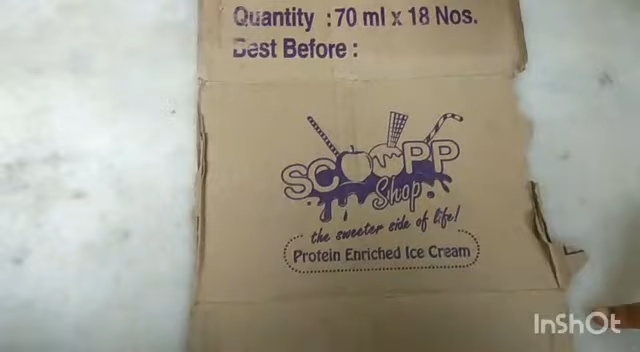 Quantity : 70 ml x 18 Nos.
Best Before :
SCOOPP
Shop
the sweeter side of life!
Protein Enriched Ice Cream
InShOt